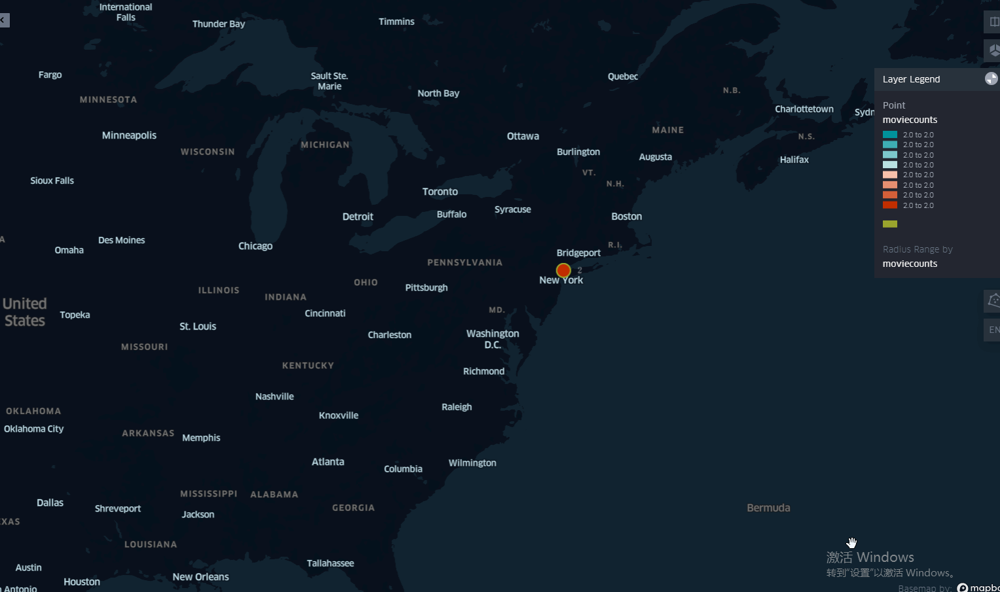 International
Falls
Thunder Bay
Timmins
Fargo
Sault Ste.
Marie
Quebec
Layer Legend
MINNESOTA
North Bay
N.B.
Charlottetown
Point
moviecounts
Minneapolis
WISCONSIN
MICHIGAN
Ottawa
MAINE
N.S.
2.0 to 2.0
2.0 to 2.0
2.0 to 2.0
2.0 to 2.0
2.0 to 2.0
2.0 to 2.0
2.0 to 2.0
2.0 to 2.0
Burlington
Augusta
Halifax
VT.
N.H.
Sioux Falls
Toronto
Detroit
Buffalo
Syracuse
Boston
Des Moines
Omaha
Chicago
R.I.
Bridgeport
Radius Range by
moviecounts
PENNSYLVANIA
2
New York
OHIO
Pittsburgh
ILLINOIS
INDIANA
United
States
Topeka
Cincinnati
MD.
St. Louis
Charleston
Washington
D.C.
EN
MISSOURI
KENTUCKY
Richmond
Nashville
Raleigh
OKLAHOMA
Knoxville
Oklahoma City
ARKANSAS
Memphis
Atlanta
Columbia
Wilmington
MISSISSIPPI
ALABAMA
Dallas
Shreveport
Jackson
GEORGIA
Bermuda
LOUISIANA
激活 Windows
转到“设置”以激活 Windows。
Austin
Tallahassee
Houston
New Orleans
Antonio
Basemap by: